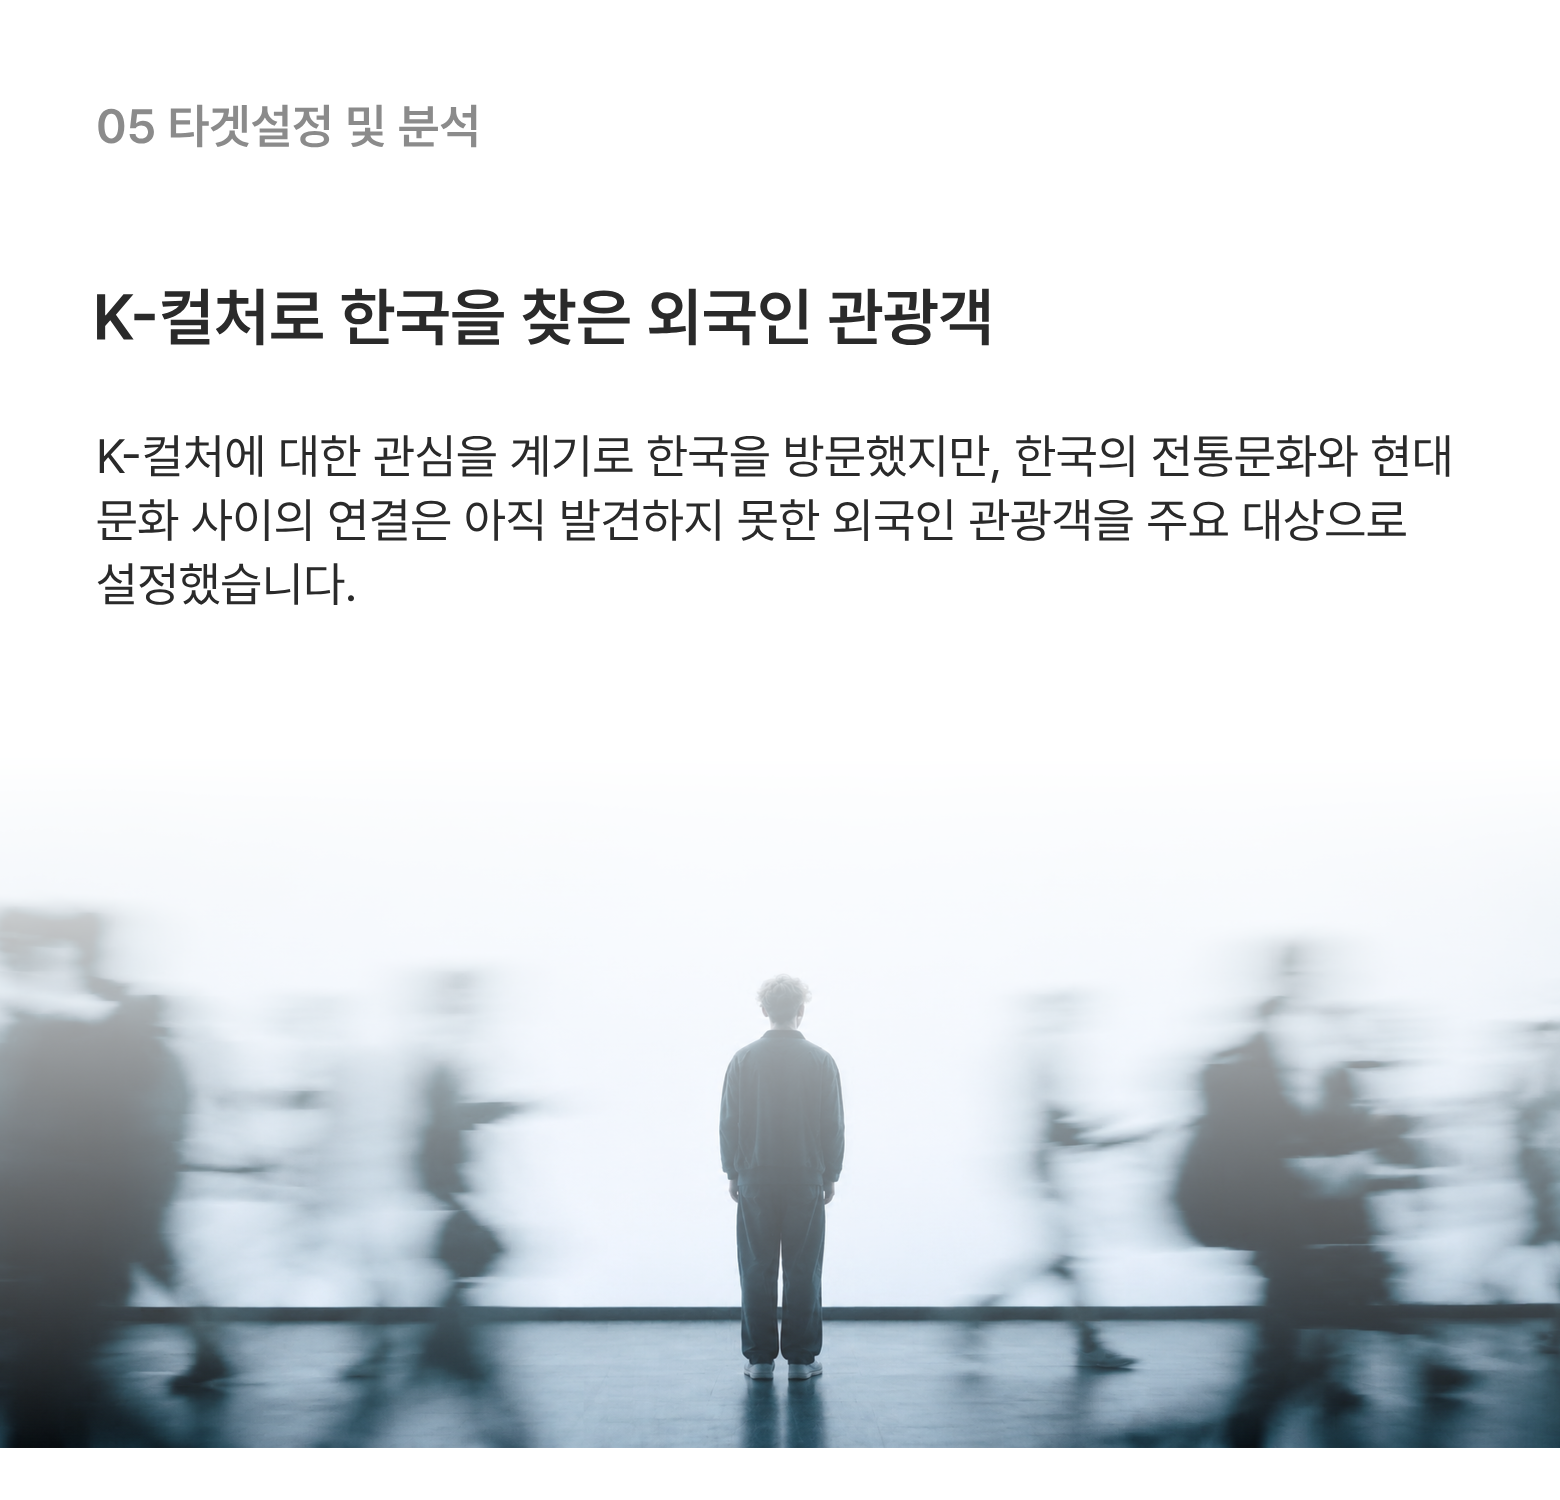 05 타겟설정 및 분석
K-컬처로 한국을 찾은 외국인 관광객
K-컬처에 대한 관심을 계기로 한국을 방문했지만, 한국의 전통문화와 현대
문화 사이의 연결은 아직 발견하지 못한 외국인 관광객을 주요 대상으로
설정했습니다.